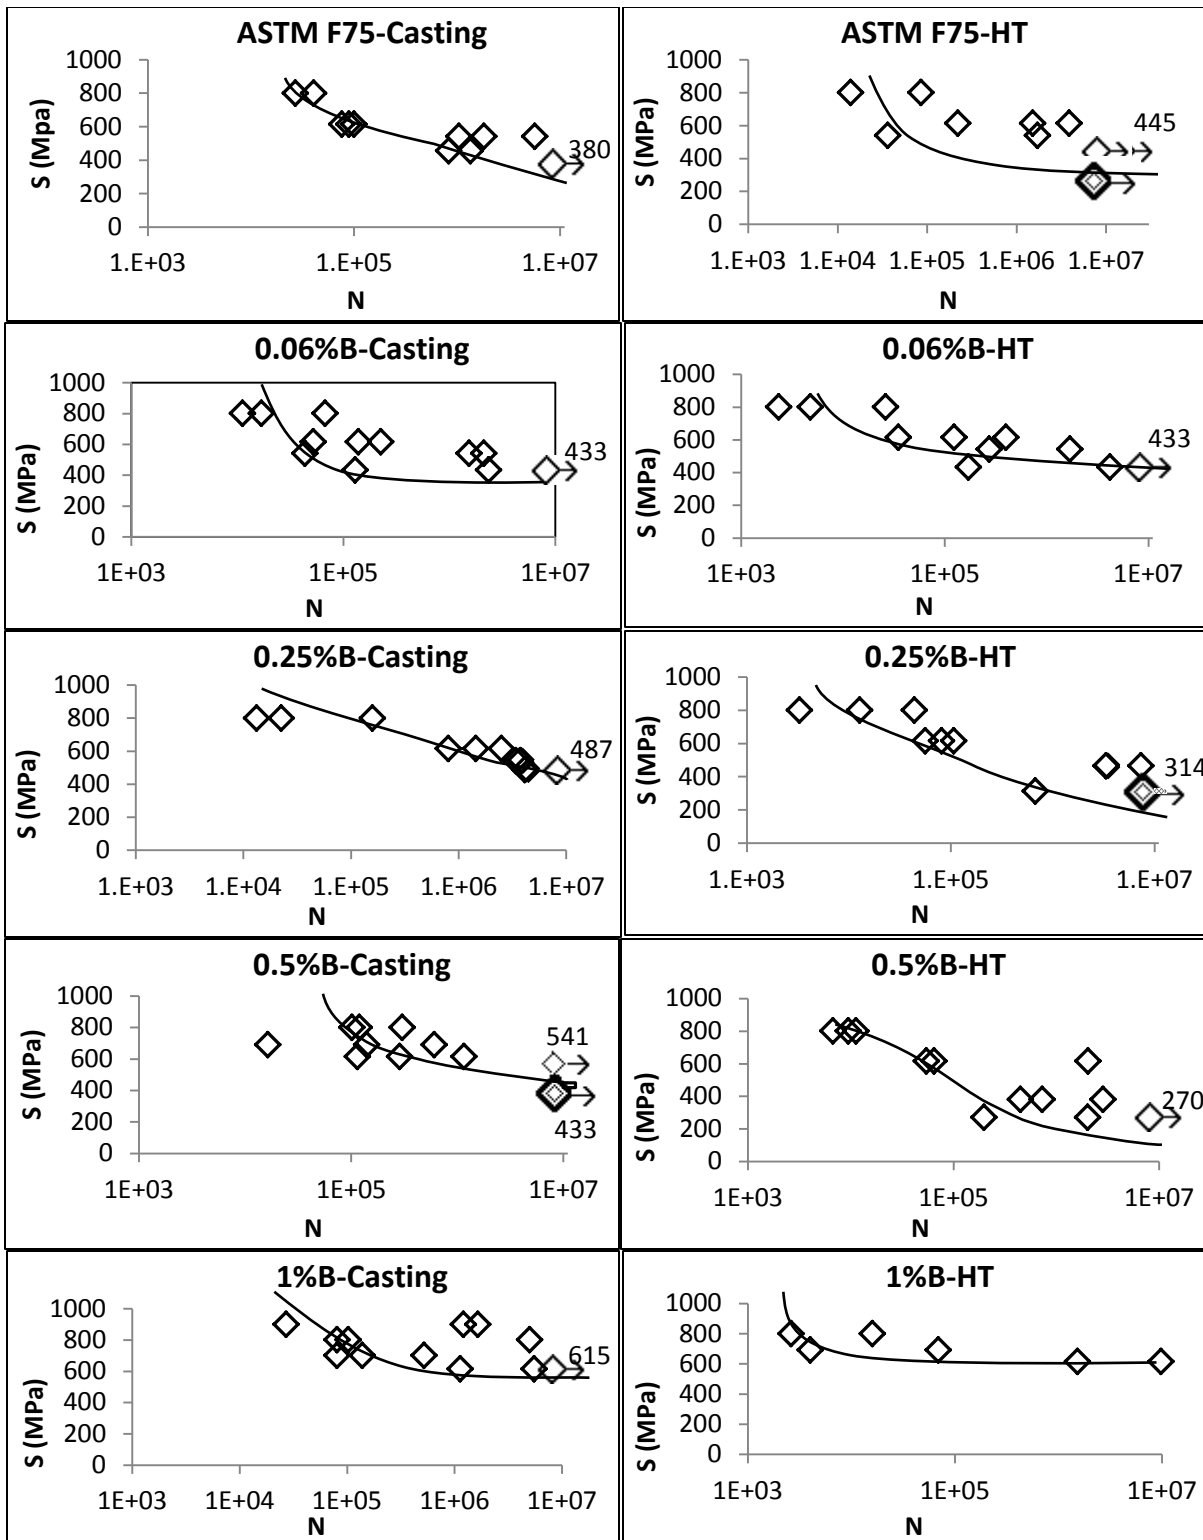 ASTM F75-Casting
1000
800
600
400
200
0
S (Mpa)
380
1.E+03
1.E+05
1.E+07
N
ASTM F75-HT
1000
800
600
400
200
0
S (MPa)
445
1.E+03
1.E+04
1.E+05
1.E+06
1.E+07
N
0.06%B-Casting
1000
800
600
400
200
0
S (MPa)
433
1E+03
1E+05
1E+07
N
0.06%B-HT
1000
800
600
400
200
0
S (MPa)
433
1E+03
1E+05
1E+07
N
0.25%B-Casting
1000
800
600
400
200
0
S (MPa)
487
1.E+03
1.E+04
1.E+05
1.E+06
1.E+07
N
0.25%B-HT
1000
800
600
400
200
0
S (MPa)
314
1.E+03
1.E+05
1.E+07
N
0.5%B-Casting
1000
800
600
400
200
0
S (MPa)
541
433
1E+03
1E+05
1E+07
N
0.5%B-HT
1000
800
600
400
200
0
S (MPa)
270
1E+03
1E+05
1E+07
N
1%B-Casting
1000
800
600
400
200
0
S (MPa)
615
1E+03
1E+04
1E+05
1E+06
1E+07
N
1%B-HT
1000
800
600
400
200
0
S (MPa)
1E+03
1E+05
1E+07
N